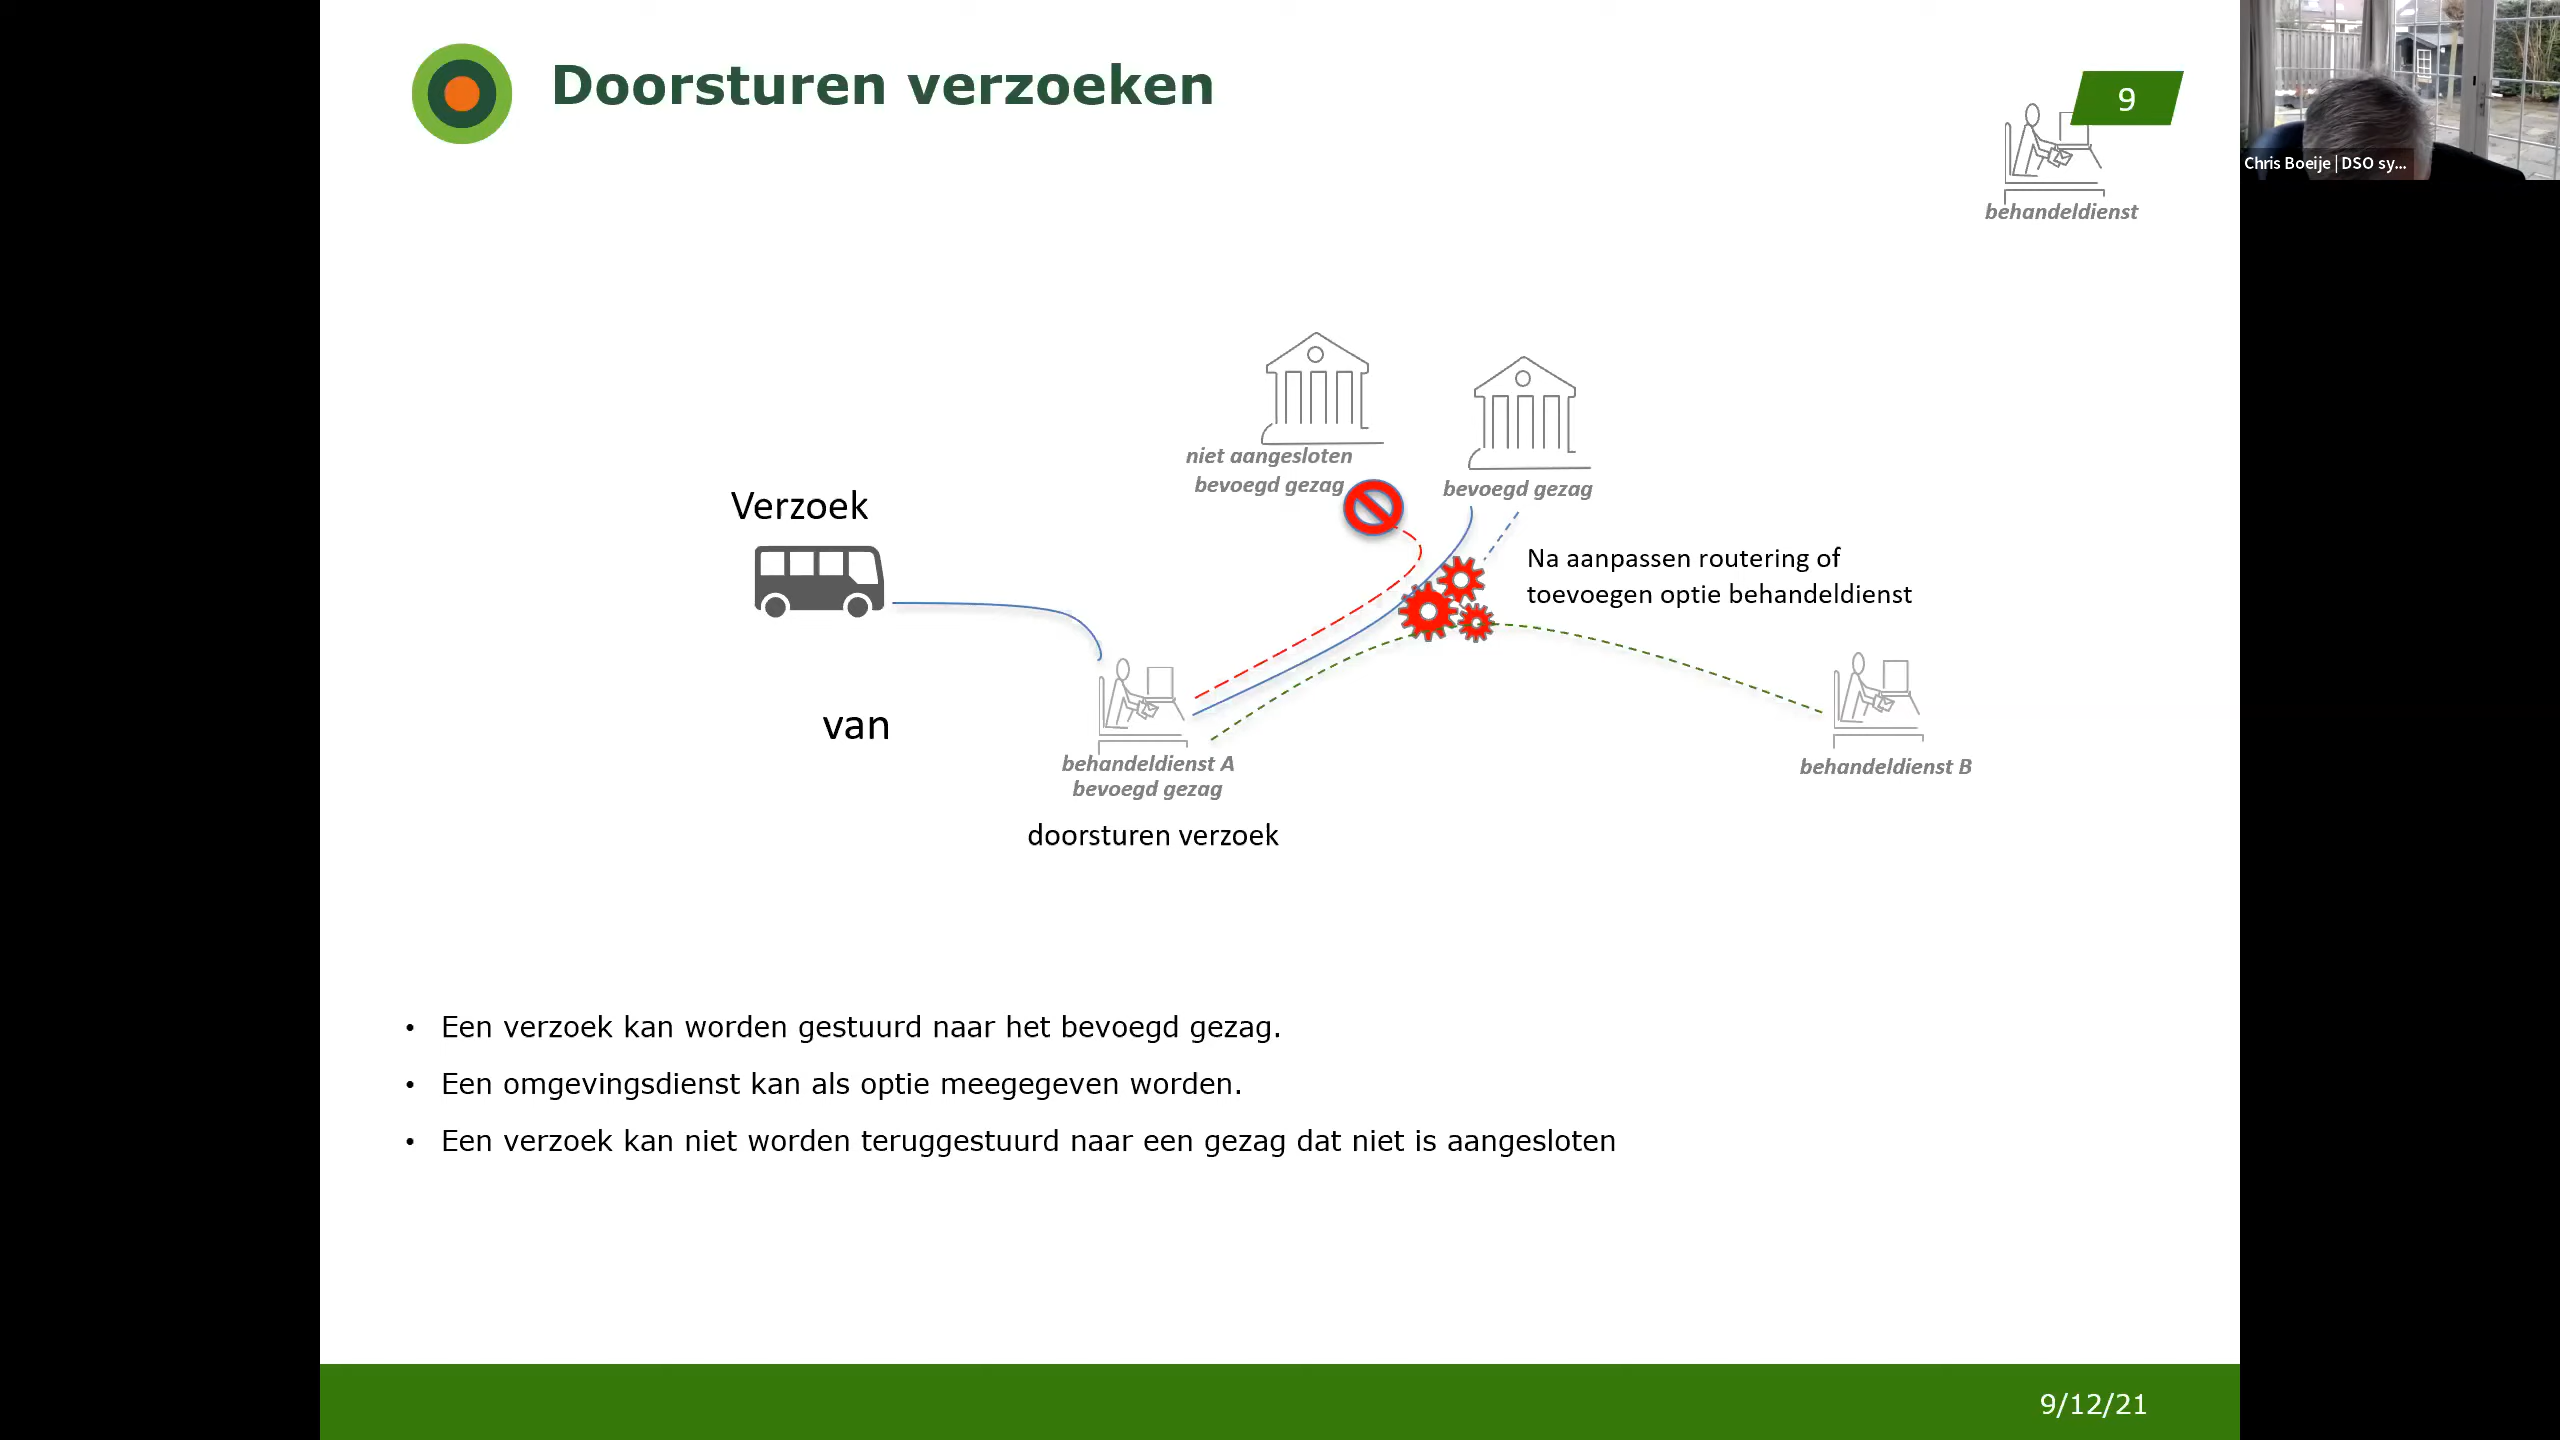 Doorsturen verzoeken
9
behandeldienst
Chris Boeije | DSO sy...
niet aangesloten
bevoegd gezag
bevoegd gezag
Verzoek
Na aanpassen routering of
toevoegen optie behandeldienst
van
behandeldienst A
bevoegd gezag
behandeldienst B
doorsturen verzoek
• Een verzoek kan worden gestuurd naar het bevoegd gezag.
• Een omgevingsdienst kan als optie meegegeven worden.
• Een verzoek kan niet worden teruggestuurd naar een gezag dat niet is aangesloten
9/12/21